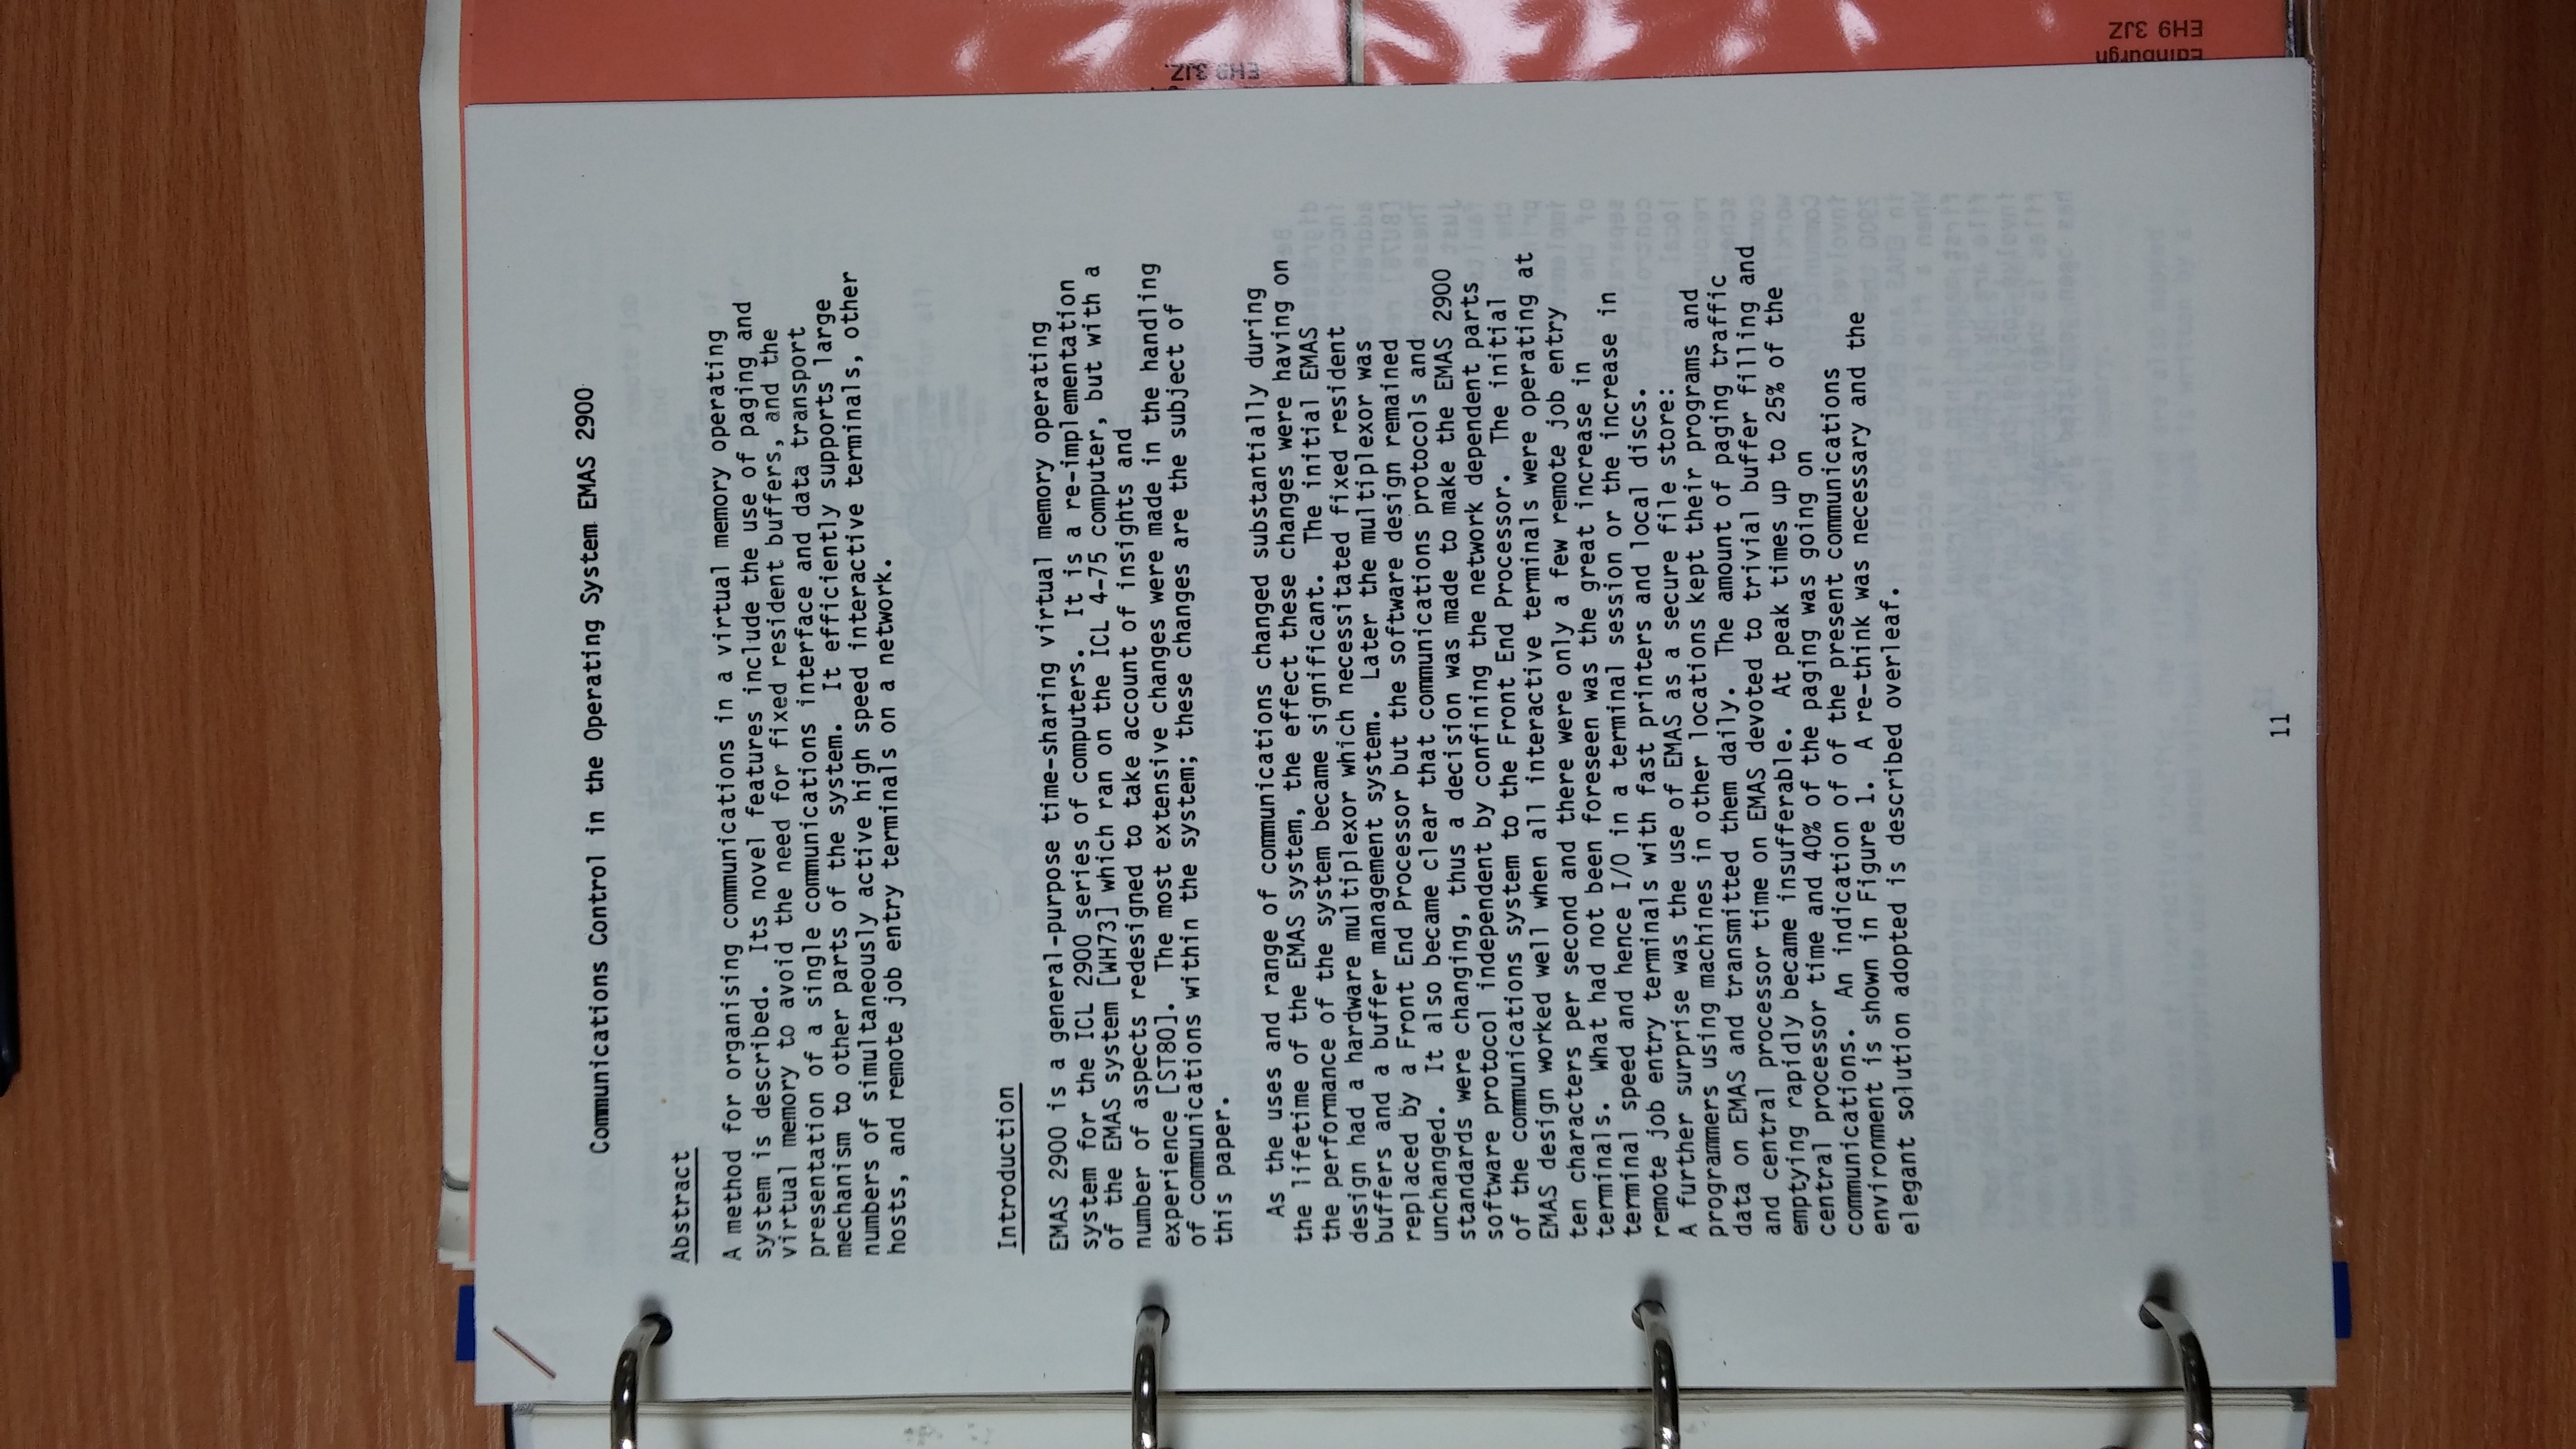 Communications Control in the Operating System EMAS 2900
Abstract
A method for organising communications in a virtual memory operating
system is described. Its novel features include the use of paging and
virtual memory to avoid the need for fixed resident buffers, and the
presentation of a single communications interface and data transport
mechanism to other parts of the system. It efficiently supports large
numbers of simultaneously active high speed interactive terminals, other
hosts, and remote job entry terminals on a network.
Introduction
EMAS 2900 is a general-purpose time-sharing virtual memory operating
system for the ICL 2900 series of computers. It is a re-implementation
of the EMAS system [WH73] which ran on the ICL 4-75 computer, but with a
number of aspects redesigned to take account of insights and
experience [ST80]. The most extensive changes were made in the handling
of communications within the system; these changes are the subject of
this paper.
As the uses and range of communications changed substantially during
the lifetime of the EMAS system, the effect these changes were having on
the performance of the system became significant. The initial EMAS
design had a hardware multiplexor which necessitated fixed resident
buffers and a buffer management system. Later the multiplexor was
replaced by a Front End Processor but the software design remained
unchanged. It also became clear that communications protocols and
standards were changing, thus a decision was made to make the EMAS 2900
software protocol independent by confining the network dependent parts
of the communications system to the Front End Processor. The initial
EMAS design worked well when all interactive terminals were operating at
ten characters per second and there were only a few remote job entry
terminals. What had not been foreseen was the great increase in
terminal speed and hence I/O in a terminal session or the increase in
remote job entry terminals with fast printers and local discs.
A further surprise was the use of EMAS as a secure file store:
programmers using machines in other locations kept their programs and
data on EMAS and transmitted them daily. The amount of paging traffic
and central processor time on EMAS devoted to trivial buffer filling and
emptying rapidly became insufferable. At peak times up to 25% of the
central processor time and 40% of the paging was going on
communications. An indication of of the present communications
environment is shown in Figure 1. A re-think was necessary and the
elegant solution adopted is described overleaf.
11
EH9 3JZ.
Edinburgh
EH9 3JZ